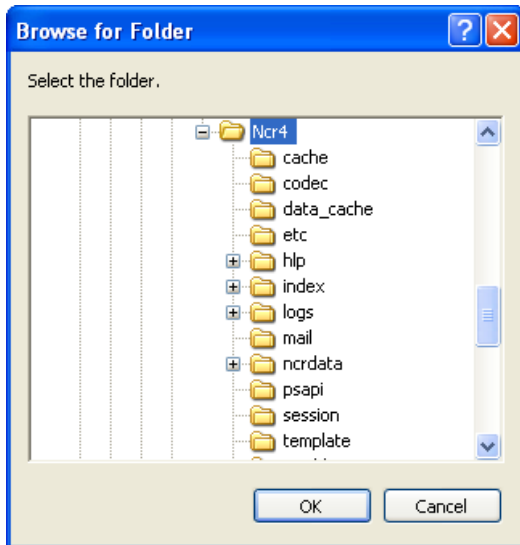 Browse for Folder
Select the folder.
Ncr4
cache
codec
data_cache
etc
hlp
index
logs
mail
ncrdata
psapi
session
template
OK Cancel